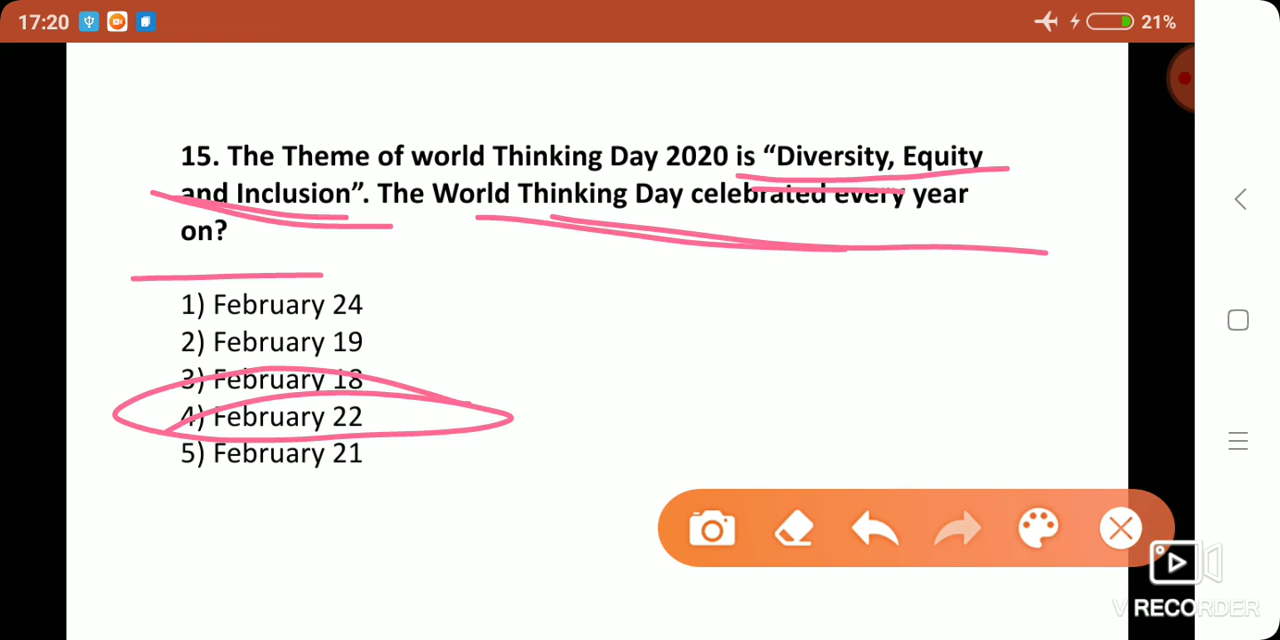 17:20
21%
15. The Theme of world Thinking Day 2020 is “Diversity, Equity
and Inclusion”. The World Thinking Day celebrated every year
on?
1) February 24
2) February 19
3) February 18
4) February 22
5) February 21
V RECORDER